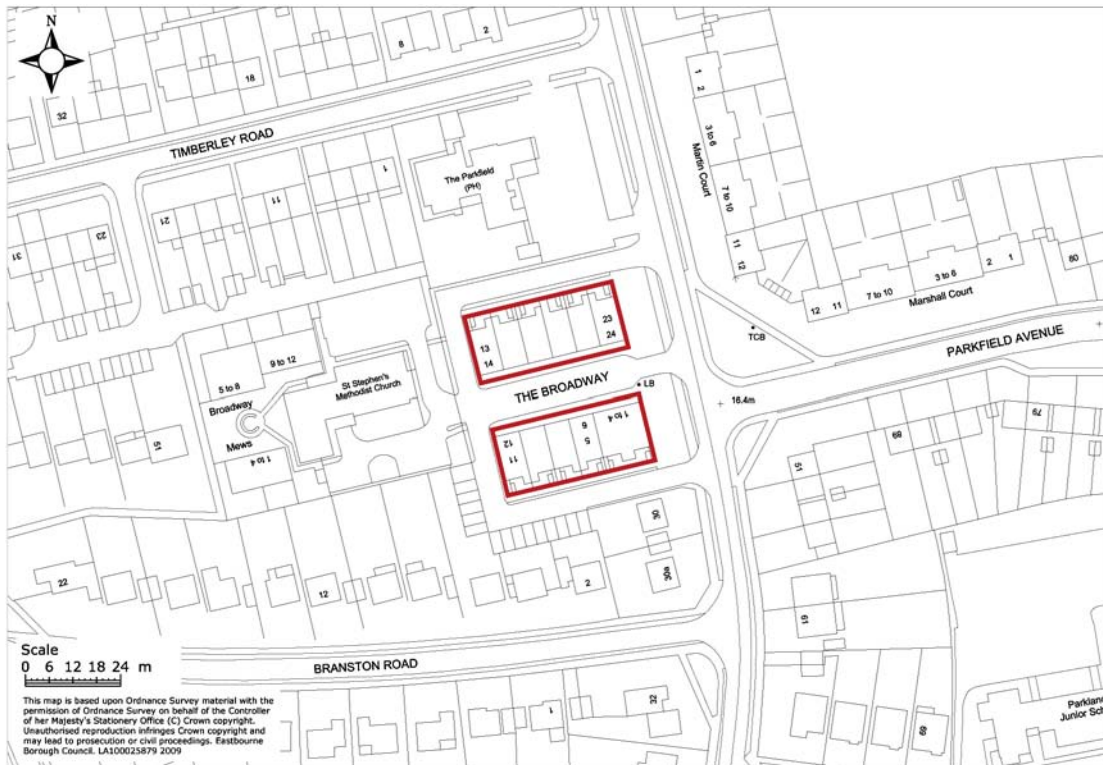 N
8
2
18
32
TIMBERLEY ROAD
1
2
3 to 6
Martin Court
7 to 10
11
12
The Parkfield
(PH)
1
11
21
23
31
12 11
7 to 10
3 to 6
2 1
80
Marshall Court
TCB
PARKFIELD AVENUE
13
14
23
24
THE BROADWAY
LB
16.4m
9 to 12
5 to 8
St Stephen's
Methodist Church
Broadway
Mews
1 to 4
51
12
11
6
5
1 to 4
51
69
79
30
30a
22
12
2
61
Scale
0 6 12 18 24 m
BRANSTON ROAD
1
32
69
Parklan
Junior Sch
This map is based upon Ordnance Survey material with the
permission of Ordnance Survey on behalf of the Controller
of her Majesty's Stationery Office (C) Crown copyright.
Unauthorised reproduction infringes Crown copyright and
may lead to prosecution or civil proceedings. Eastbourne
Borough Council. LA100025879 2009